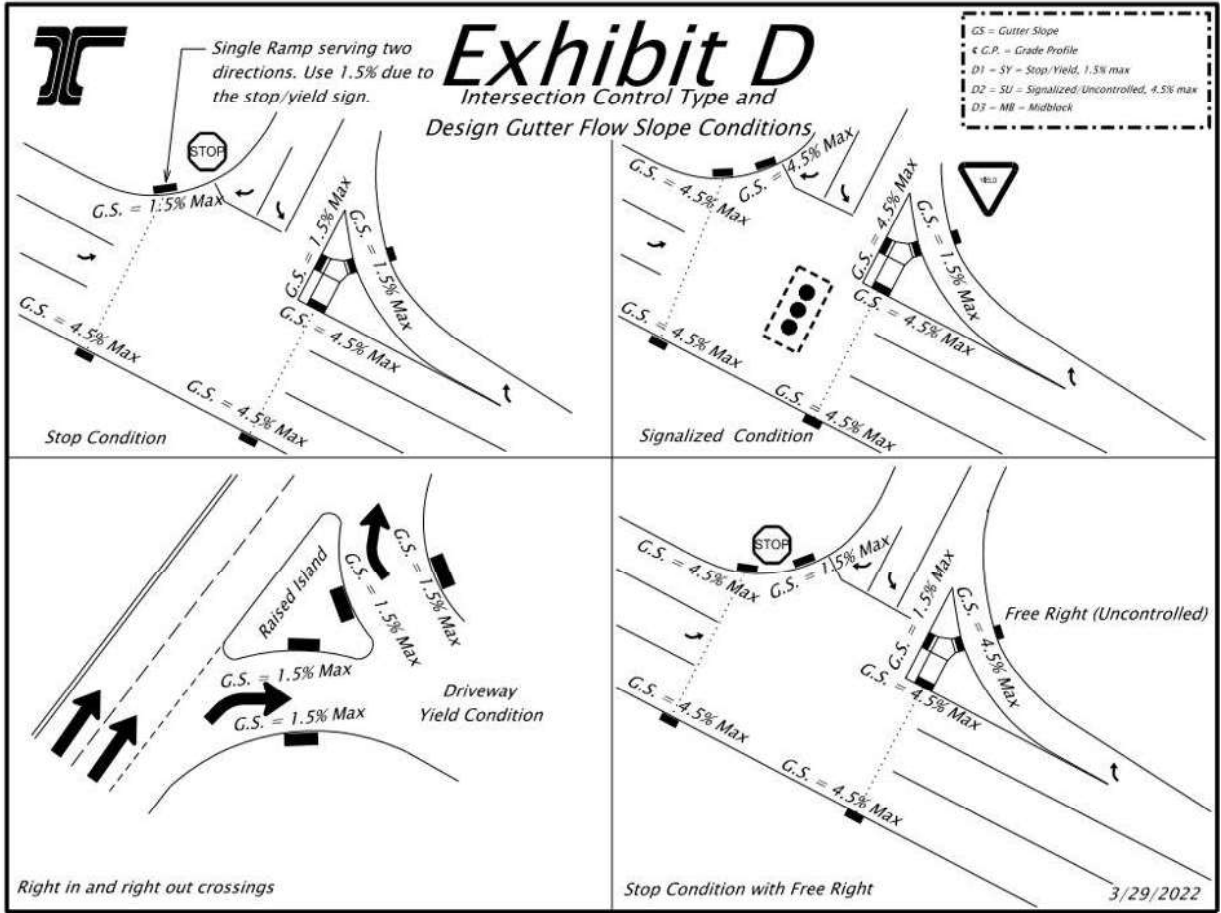 Exhibit D
Intersection Control Type and
Design Gutter Flow Slope Conditions
GS = Gutter Slope
℄ G.P. = Grade Profile
D1 = SY = Stop/Yield, 1.5% max
D2 = SU = Signalized/Uncontrolled, 4.5% max
D3 = MB = Midblock
Single Ramp serving two
directions. Use 1.5% due to
the stop/yield sign.
STOP
G.S. = 1.5% Max
G.S. = 1.5% Max
G.S. = 1.5% Max
G.S. = 4.5% Max
G.S. = 4.5% Max
G.S. = 4.5% Max
Stop Condition
G.S. = 4.5% Max
G.S. = 4.5% Max
YIELD
G.S. = 4.5% Max
G.S. = 1.5% Max
G.S. = 4.5% Max
G.S. = 4.5% Max
G.S. = 4.5% Max
Signalized Condition
Raised Island
G.S. = 1.5% Max
G.S. = 1.5% Max
G.S. = 1.5% Max
G.S. = 1.5% Max
Driveway
Yield Condition
Right in and right out crossings
STOP
G.S. = 4.5% Max
G.S. = 1.5% Max
G.S. = 1.5% Max
G.S. = 4.5% Max
Free Right (Uncontrolled)
G.S. = 4.5% Max
G.S. = 4.5% Max
G.S. = 4.5% Max
Stop Condition with Free Right
3/29/2022